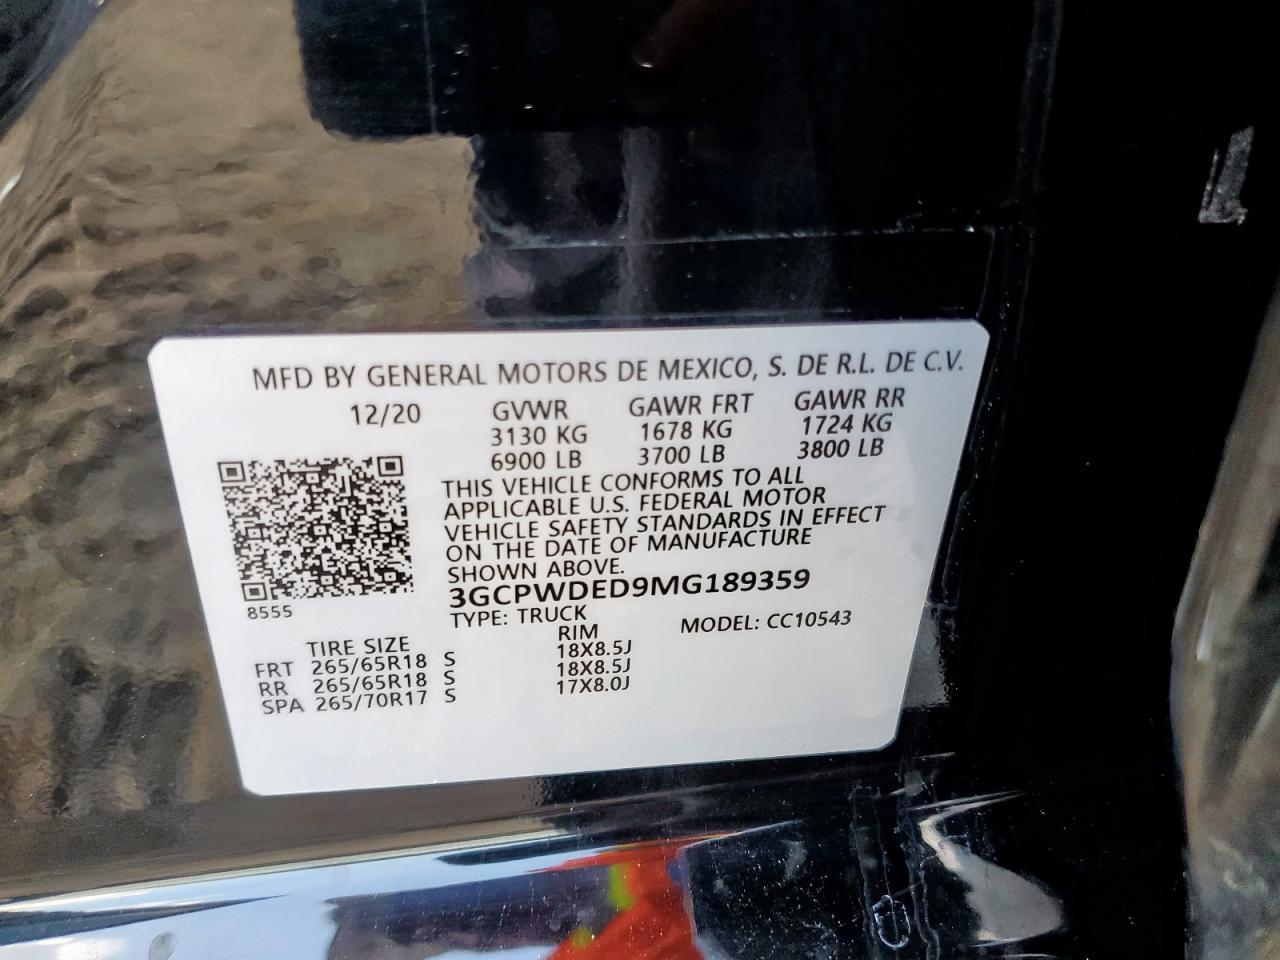 MFD BY GENERAL MOTORS DE MEXICO, S. DE R.L. DE C.V.
12/20 GVWR GAWR FRT GAWR RR
3130 KG 1678 KG 1724 KG
6900 LB 3700 LB 3800 LB
THIS VEHICLE CONFORMS TO ALL
APPLICABLE U.S. FEDERAL MOTOR
VEHICLE SAFETY STANDARDS IN EFFECT
ON THE DATE OF MANUFACTURE
SHOWN ABOVE.
8555
3GCPWDED9MG189359
TYPE: TRUCK MODEL: CC10543
TIRE SIZE RIM
FRT 265/65R18 S 18X8.5J
RR 265/65R18 S 18X8.5J
SPA 265/70R17 S 17X8.0J